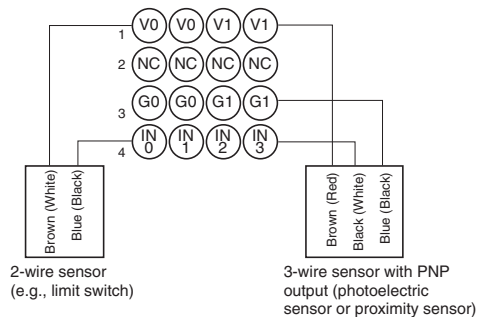 1 V0 V0 V1 V1
2 NC NC NC NC
3 G0 G0 G1 G1
4 IN 0 IN 1 IN 2 IN 3
Brown (White)
Blue (Black)
Brown (Red)
Black (White)
Blue (Black)
2-wire sensor
(e.g., limit switch)
3-wire sensor with PNP
output (photoelectric
sensor or proximity sensor)